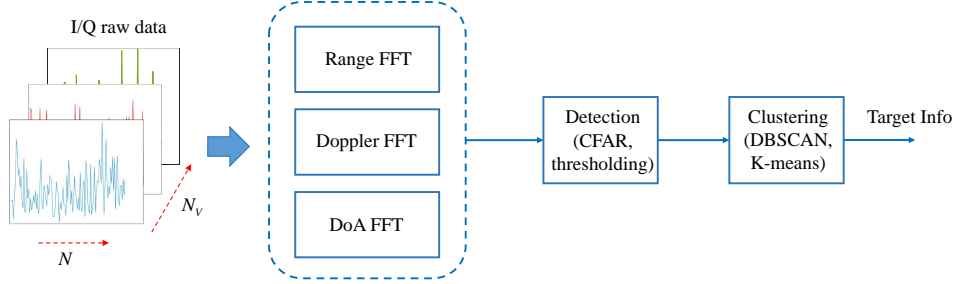 I/Q raw data
N
N_V
Range FFT
Doppler FFT
DoA FFT
Detection
(CFAR,
thresholding)
Clustering
(DBSCAN,
K-means)
Target Info